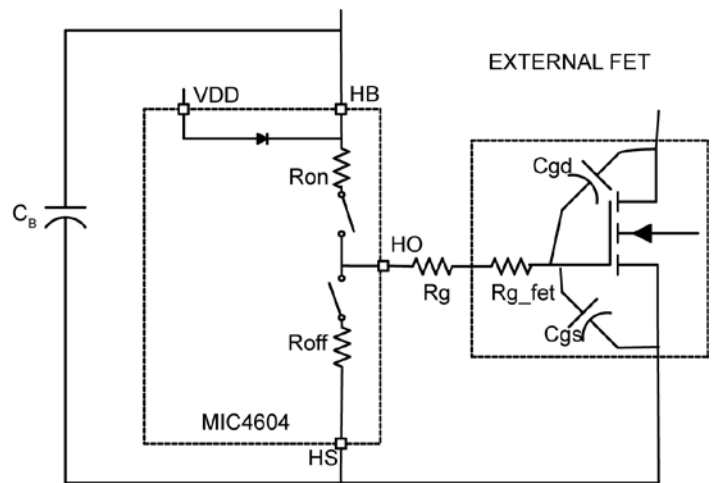 EXTERNAL FET
VDD
HB
Cgd
Ron
C_B
HO
Rg
Rg_fet
Cgs
Roff
MIC4604
HS